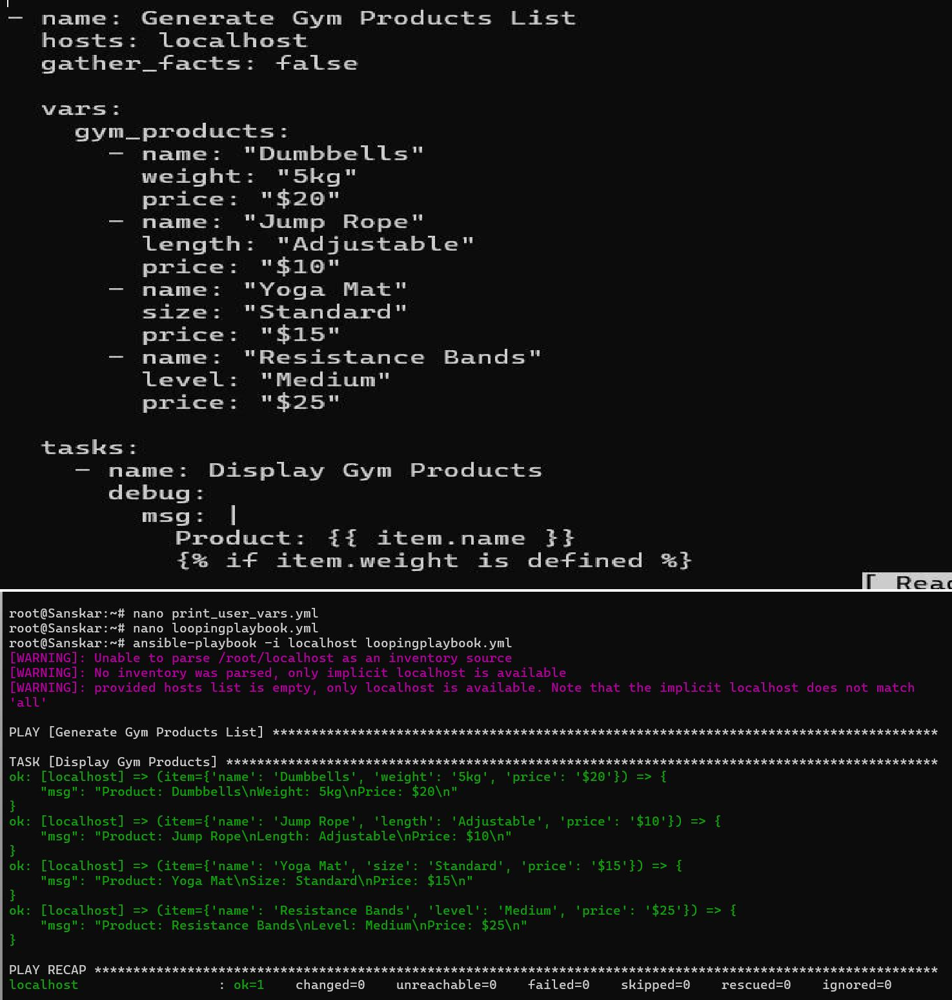 - name: Generate Gym Products List
  hosts: localhost
  gather_facts: false

  vars:
    gym_products:
      - name: "Dumbbells"
        weight: "5kg"
        price: "$20"
      - name: "Jump Rope"
        length: "Adjustable"
        price: "$10"
      - name: "Yoga Mat"
        size: "Standard"
        price: "$15"
      - name: "Resistance Bands"
        level: "Medium"
        price: "$25"

  tasks:
    - name: Display Gym Products
      debug:
        msg: |
          Product: {{ item.name }}
          {% if item.weight is defined %}
[ Read
root@Sanskar:~# nano print_user_vars.yml
root@Sanskar:~# nano loopingplaybook.yml
root@Sanskar:~# ansible-playbook -i localhost loopingplaybook.yml
[WARNING]: Unable to parse /root/localhost as an inventory source
[WARNING]: No inventory was parsed, only implicit localhost is available
[WARNING]: provided hosts list is empty, only localhost is available. Note that the implicit localhost does not match
'all'

PLAY [Generate Gym Products List] **************************************************************************************

TASK [Display Gym Products] ********************************************************************************************
ok: [localhost] => (item={'name': 'Dumbbells', 'weight': '5kg', 'price': '$20'}) => {
    "msg": "Product: Dumbbells\nWeight: 5kg\nPrice: $20\n"
}
ok: [localhost] => (item={'name': 'Jump Rope', 'length': 'Adjustable', 'price': '$10'}) => {
    "msg": "Product: Jump Rope\nLength: Adjustable\nPrice: $10\n"
}
ok: [localhost] => (item={'name': 'Yoga Mat', 'size': 'Standard', 'price': '$15'}) => {
    "msg": "Product: Yoga Mat\nSize: Standard\nPrice: $15\n"
}
ok: [localhost] => (item={'name': 'Resistance Bands', 'level': 'Medium', 'price': '$25'}) => {
    "msg": "Product: Resistance Bands\nLevel: Medium\nPrice: $25\n"
}

PLAY RECAP *************************************************************************************************************
localhost                  : ok=1    changed=0    unreachable=0    failed=0    skipped=0    rescued=0    ignored=0